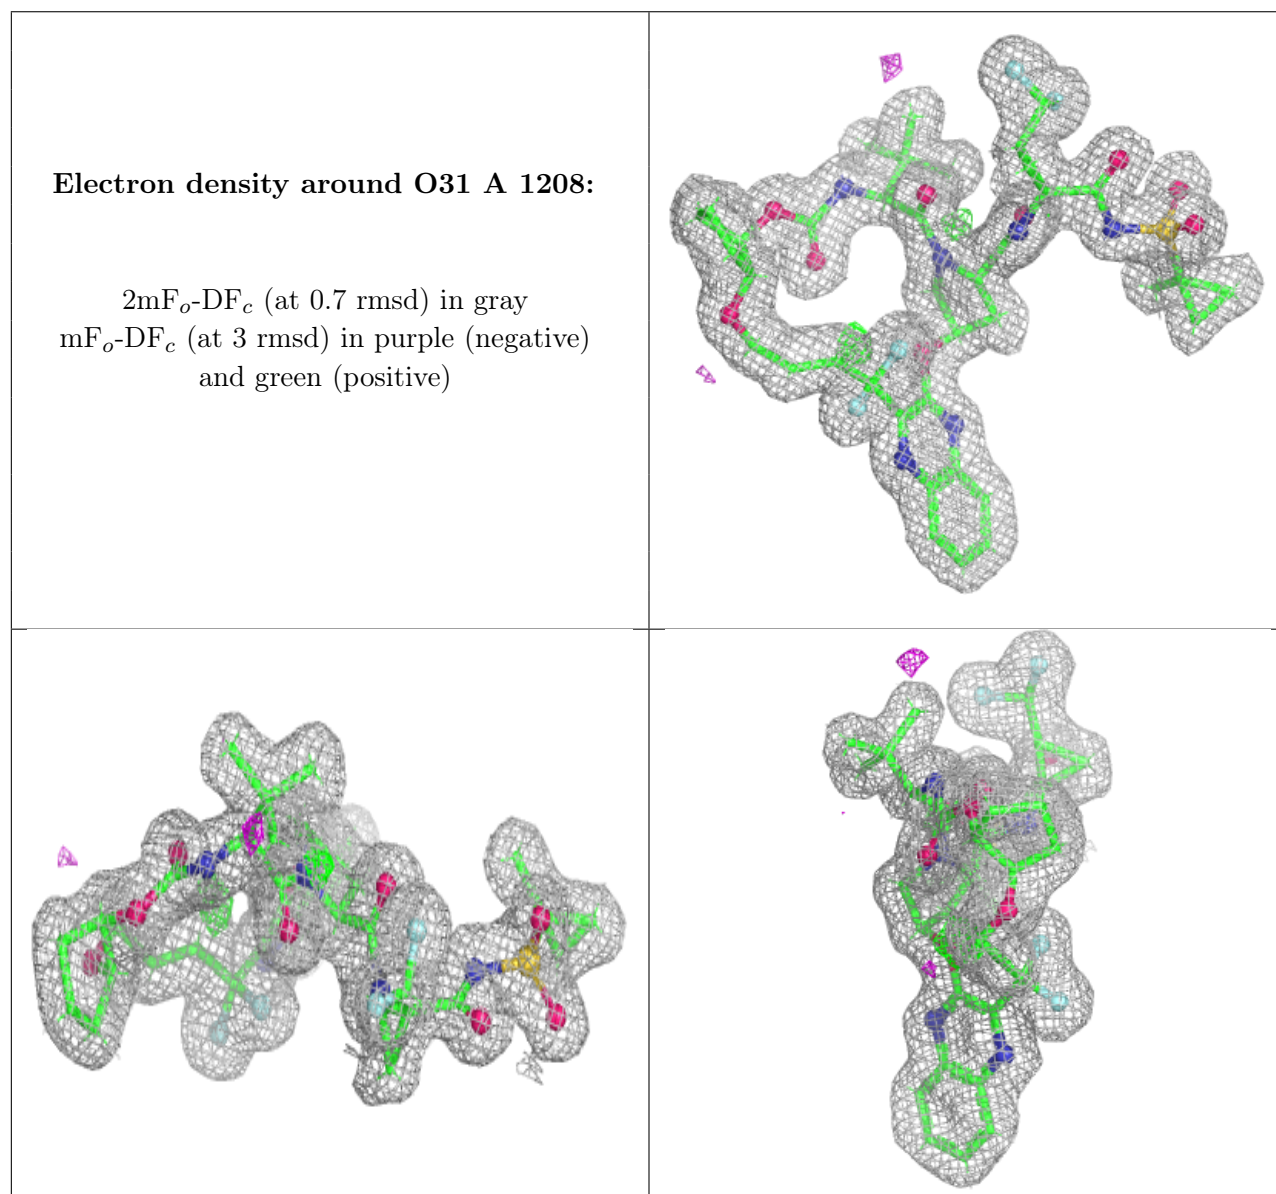 Electron density around O31 A 1208:
2mFo-DFc (at 0.7 rmsd) in gray
mFo-DFc (at 3 rmsd) in purple (negative)
and green (positive)